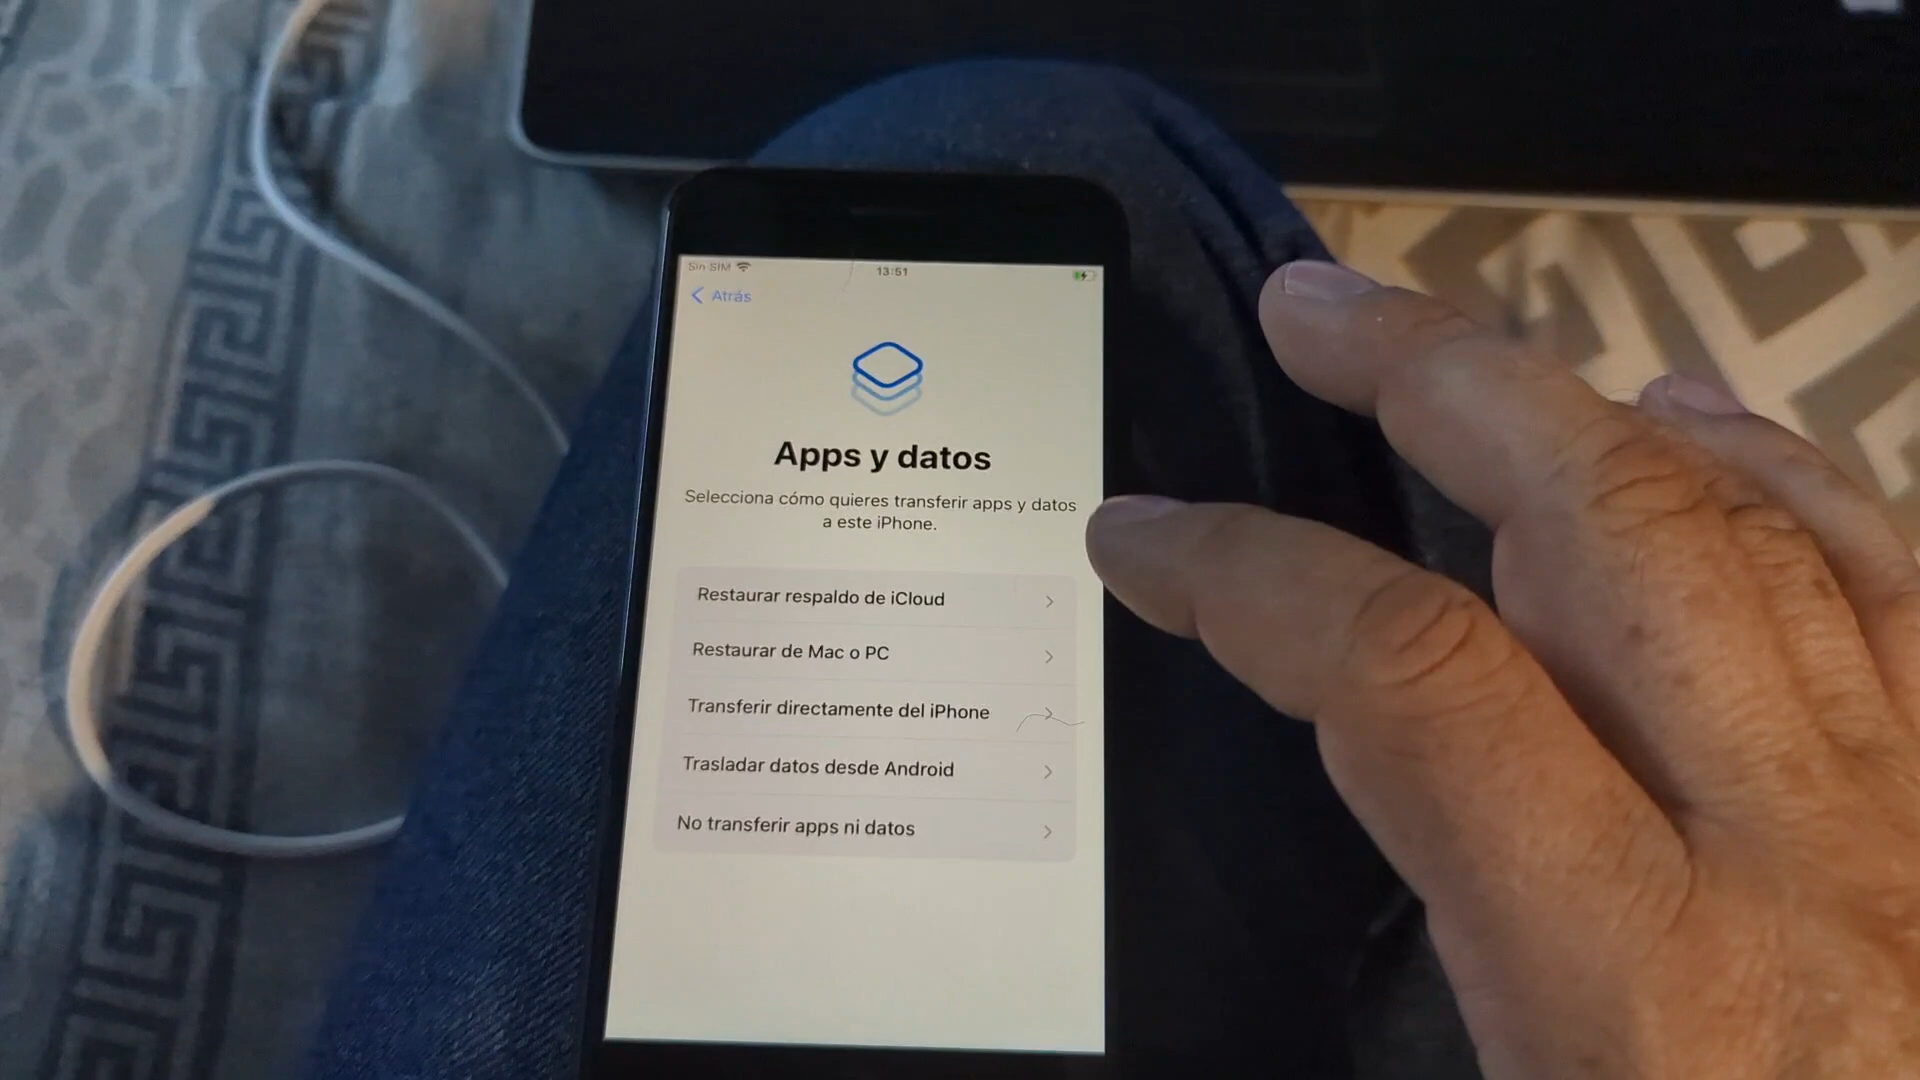 Sin SIM
13:51
Atrás
Apps y datos
Selecciona cómo quieres transferir apps y datos
a este iPhone.
Restaurar respaldo de iCloud
Restaurar de Mac o PC
Transferir directamente del iPhone
Trasladar datos desde Android
No transferir apps ni datos